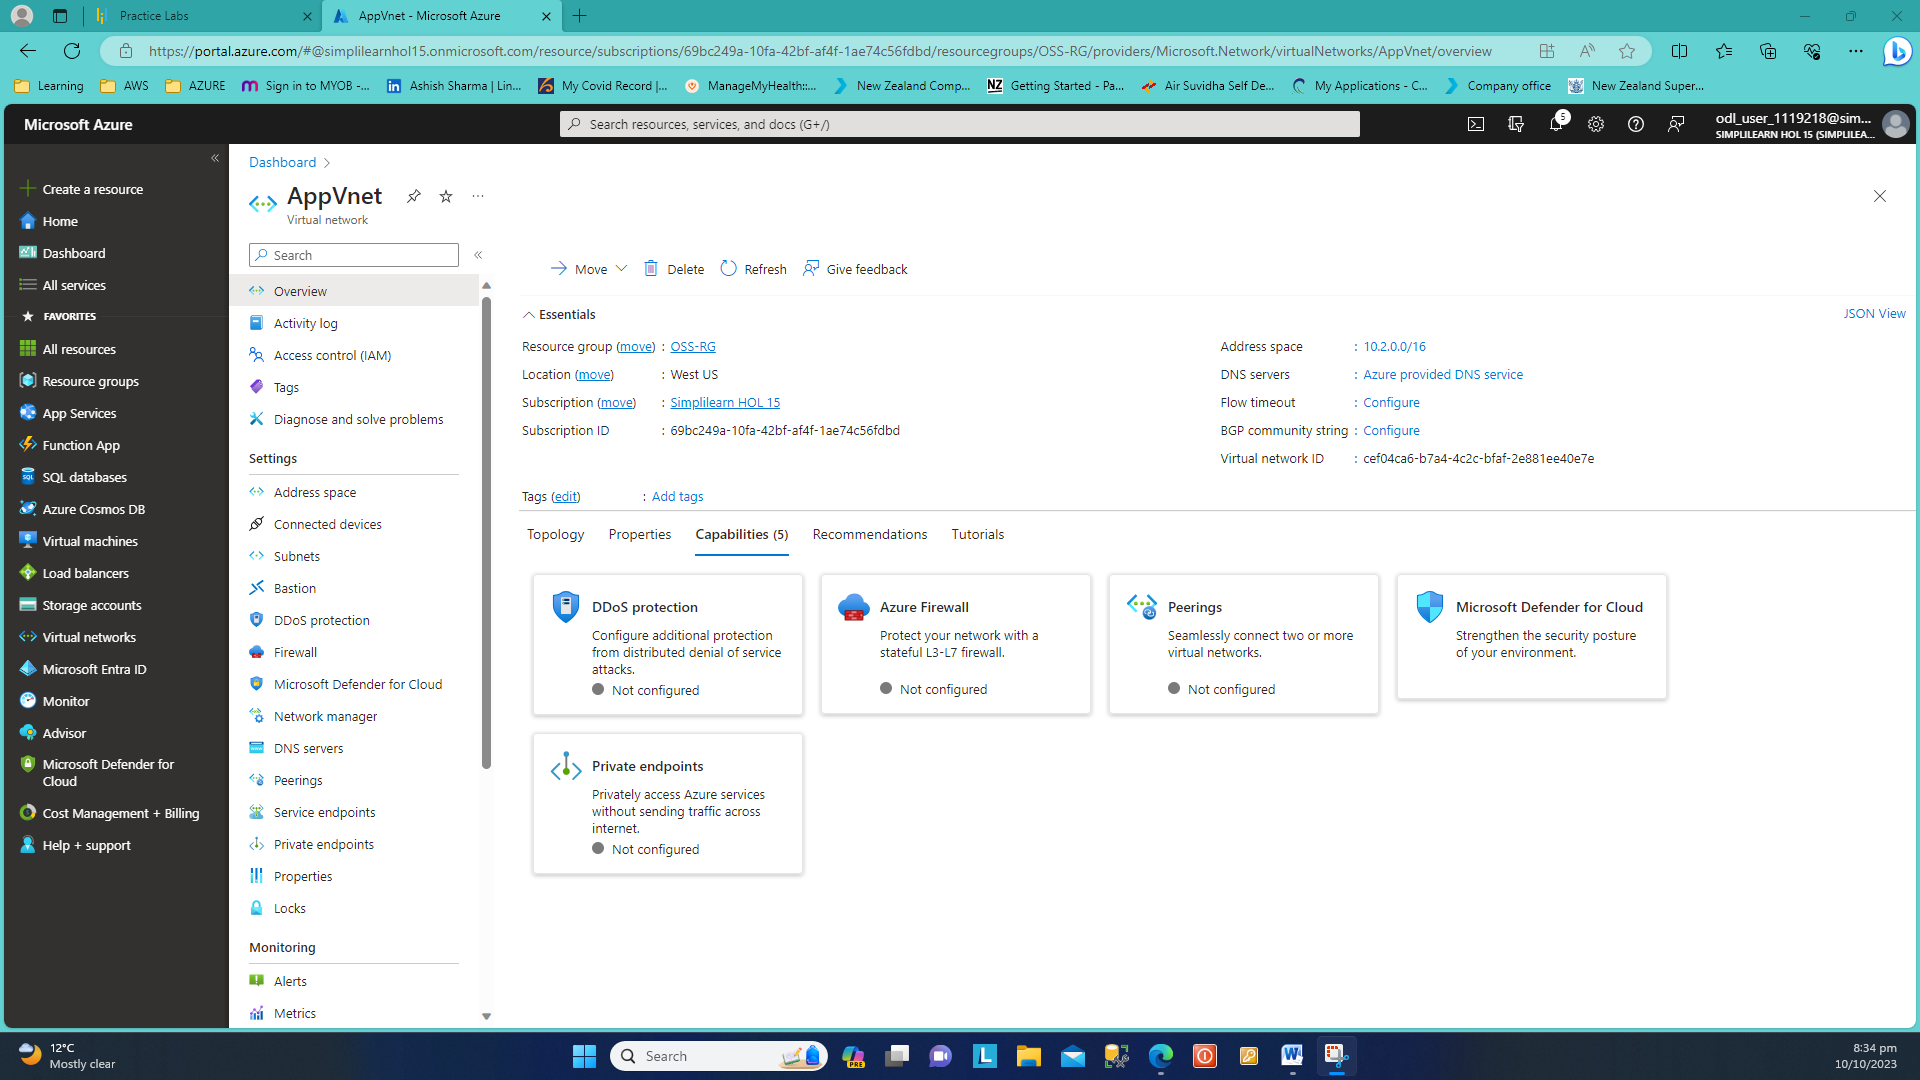 Practice Labs
AppVnet - Microsoft Azure
https://portal.azure.com/#@simplilearnhol15.onmicrosoft.com/resource/subscriptions/69bc249a-10fa-42bf-af4f-1ae74c56fdbd/resourcegroups/OSS-RG/providers/Microsoft.Network/virtualNetworks/AppVnet/overview
Learning AWS AZURE Sign in to MYOB -... Ashish Sharma | Lin... My Covid Record |... ManageMyHealth:... New Zealand Comp... NZ Getting Started - Pa... Air Suvidha Self De... My Applications - C... Company office New Zealand Super...
Microsoft Azure
Search resources, services, and docs (G+/)
5
odl_user_1119218@sim...
SIMPLILEARN HOL 15 (SIMPLILEA...
Create a resource
Home
Dashboard
All services
FAVORITES
All resources
Resource groups
App Services
Function App
SQL databases
Azure Cosmos DB
Virtual machines
Load balancers
Storage accounts
Virtual networks
Microsoft Entra ID
Monitor
Advisor
Microsoft Defender for
Cloud
Cost Management + Billing
Help + support
Dashboard
AppVnet
Virtual network
Search
Overview
Activity log
Access control (IAM)
Tags
Diagnose and solve problems
Settings
Address space
Connected devices
Subnets
Bastion
DDoS protection
Firewall
Microsoft Defender for Cloud
Network manager
DNS servers
Peerings
Service endpoints
Private endpoints
Properties
Locks
Monitoring
Alerts
Metrics
Move Delete Refresh Give feedback
Essentials
JSON View
Resource group (move) : OSS-RG
Location (move) : West US
Subscription (move) : Simplilearn HOL 15
Subscription ID : 69bc249a-10fa-42bf-af4f-1ae74c56fdbd
Address space : 10.2.0.0/16
DNS servers : Azure provided DNS service
Flow timeout : Configure
BGP community string : Configure
Virtual network ID : cef04ca6-b7a4-4c2c-bfaf-2e881ee40e7e
Tags (edit) : Add tags
Topology Properties Capabilities (5) Recommendations Tutorials
DDoS protection
Configure additional protection
from distributed denial of service
attacks.
Not configured
Azure Firewall
Protect your network with a
stateful L3-L7 firewall.
Not configured
Peerings
Seamlessly connect two or more
virtual networks.
Not configured
Microsoft Defender for Cloud
Strengthen the security posture
of your environment.
Private endpoints
Privately access Azure services
without sending traffic across
internet.
Not configured
12°C
Mostly clear
Search
PRE
8:34 pm
10/10/2023